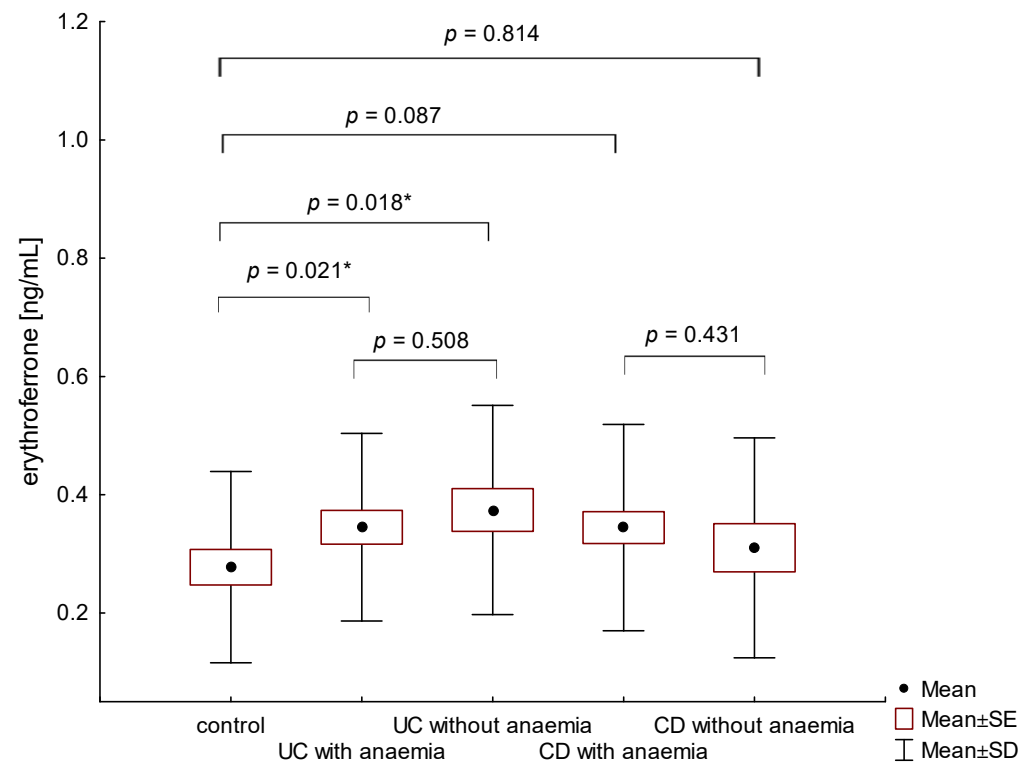 1.2
p = 0.814
p = 0.087
1.0
p = 0.018*
0.8
p = 0.021*
p = 0.508
p = 0.431
0.6
0.4
0.2
erythroferrone [ng/mL]
control
UC with anaemia
UC without anaemia
CD with anaemia
CD without anaemia
Mean
Mean±SE
Mean±SD